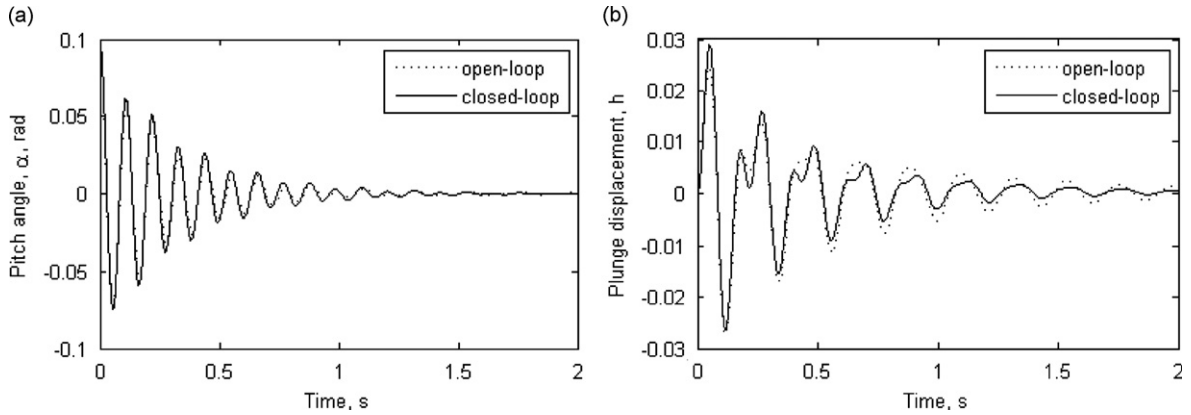 (a)
Pitch angle, α, rad
0.1
0.05
0
-0.05
-0.1
0
0.5
1
1.5
2
Time, s
open-loop
closed-loop
(b)
Plunge displacement, h
0.03
0.02
0.01
0
-0.01
-0.02
-0.03
0
0.5
1
1.5
2
Time, s
open-loop
closed-loop